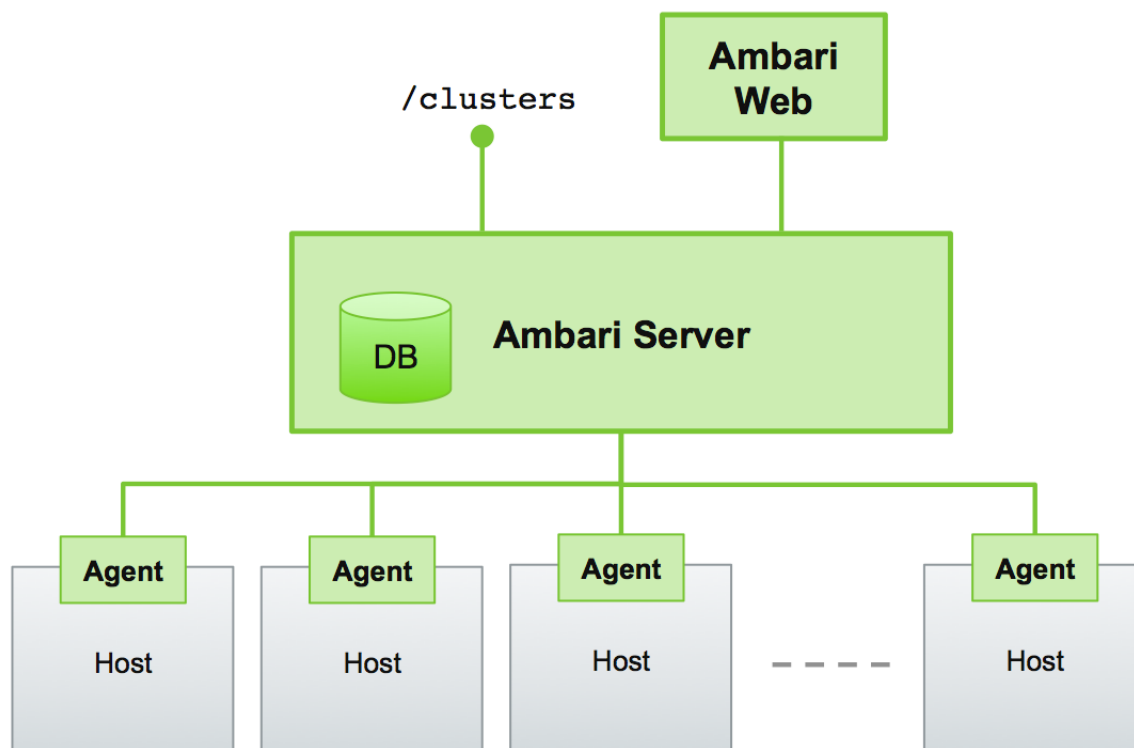 Ambari
Web
/clusters
DB
Ambari Server
Agent
Agent
Agent
Agent
Host
Host
Host
Host